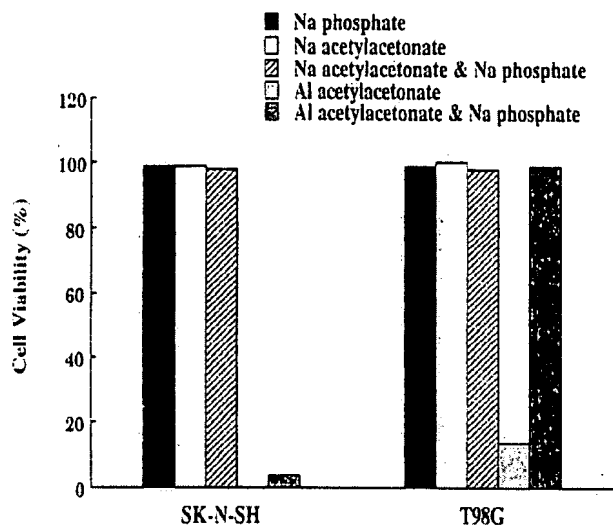 Na phosphate
Na acetylacetonate
Na acetylacetonate & Na phosphate
Al acetylacetonate
Al acetylacetonate & Na phosphate
120
100
80
60
40
20
0
Cell Viability (%)
SK-N-SH
T98G